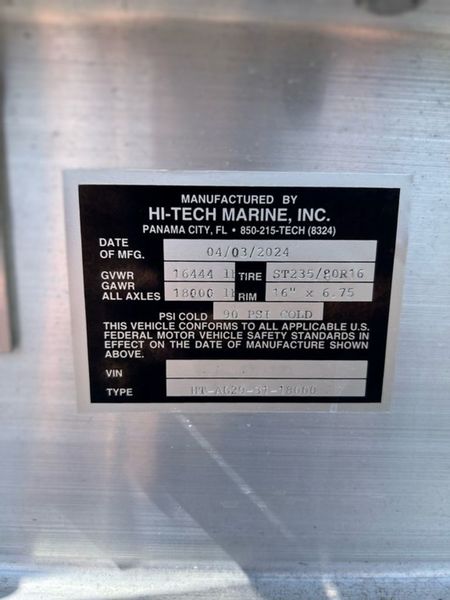 MANUFACTURED BY
HI-TECH MARINE, INC.
PANAMA CITY, FL • 850-215-TECH (8324)
DATE OF MFG. 04/03/2024
GVWR 16444 TIRE ST235/80R16
GAWR ALL AXLES 18000 RIM 16" x 6.75
PSI COLD 90 PSI COLD
THIS VEHICLE CONFORMS TO ALL APPLICABLE U.S.
FEDERAL MOTOR VEHICLE SAFETY STANDARDS IN
EFFECT ON THE DATE OF MANUFACTURE SHOWN
ABOVE.
VIN
TYPE